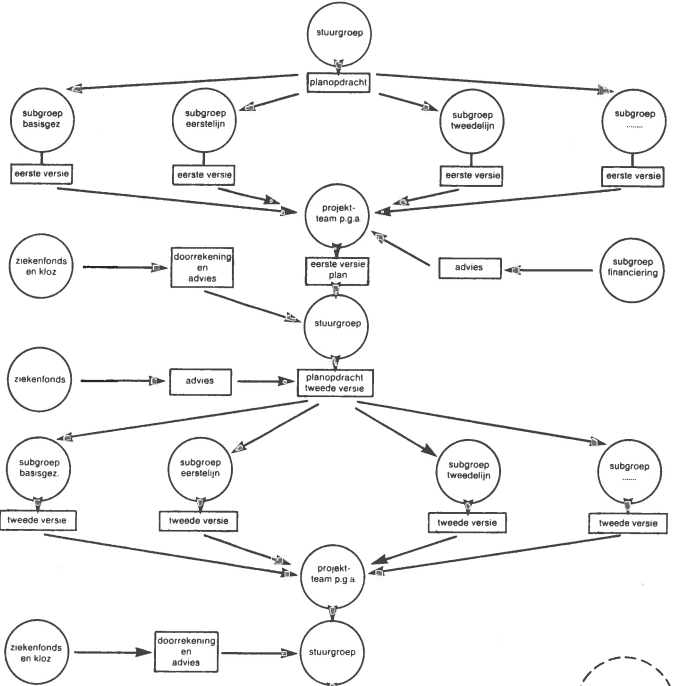 stuurgroep
planopdracht
subgroep
basisgez
subgroep
eerstelijn
subgroep
tweedelijn
subgroep
........
eerste versie
eerste versie
eerste versie
eerste versie
projekt-
team p.g.a
ziekenfonds
en kloz
doorrekening
en
advies
eerste versie
plan
advies
subgroep
financiering
stuurgroep
ziekenfonds
advies
planopdracht
tweede versie
subgroep
basisgez.
subgroep
eerstelijn
subgroep
tweedelijn
subgroep
.......
tweede versie
tweede versie
tweede versie
tweede versie
projekt-
team p.g.a.
ziekenfonds
en kloz
doorrekening
en
advies
stuurgroep